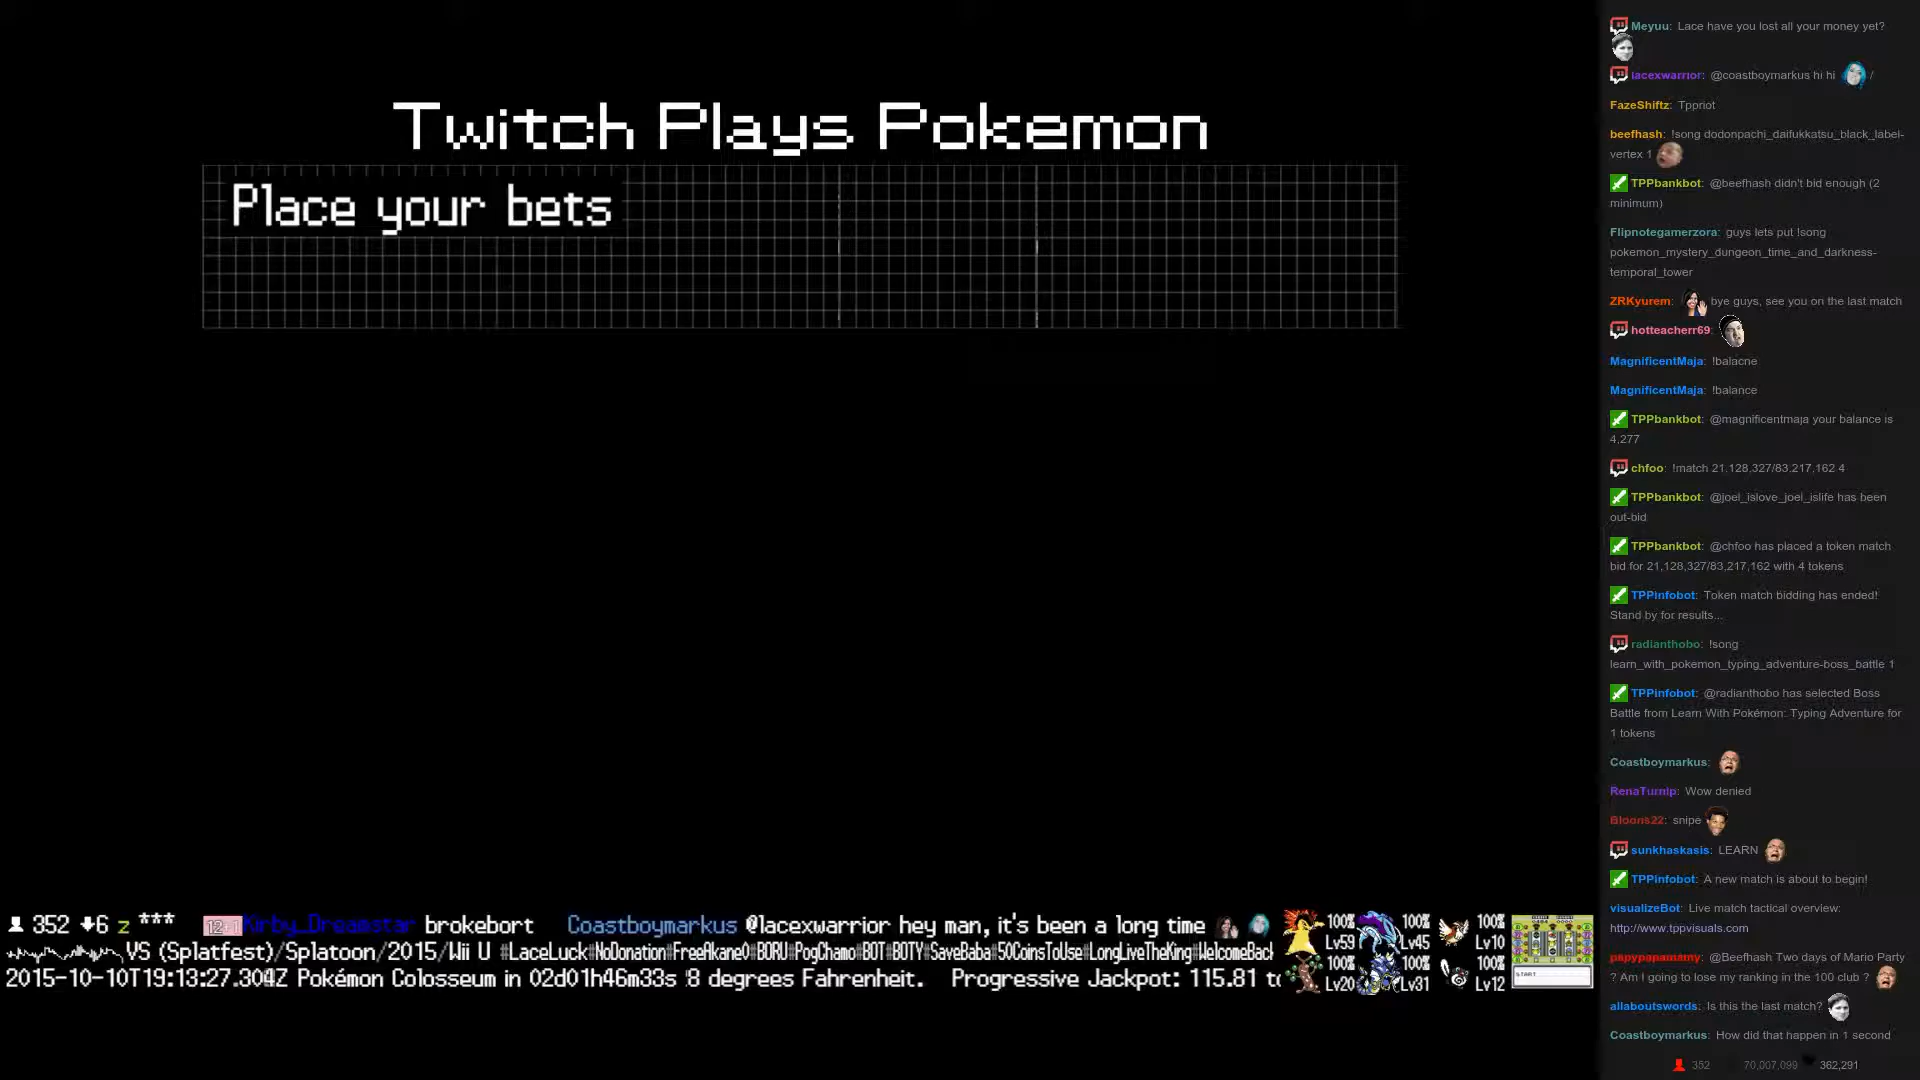 Twitch Plays Pokemon
Place your bets
352 6 z *** 12+1 Kirby_Dreamstar brokebort Coastboymarkus @lacexwarrior hey man, it's been a long time
VS (Splatfest)/Splatoon/2015/Wii U #LaceLuck#NoDonation#FreeAkane0#BORU#PogChamp#BOT#BOTY#SaveBaba#50CoinsToUse#LongLiveTheKing#WelcomeBack
2015-10-10T19:13:27.304Z Pokémon Colosseum in 02d01h46m33s 8 degrees Fahrenheit. Progressive Jackpot: 115.81 to
100% Lv59 100% Lv45 100% Lv10
100% Lv20 100% Lv31 100% Lv12
START
Meyuu: Lace have you lost all your money yet?
lacexwarrior: @coastboymarkus hi hi /
FazeShiftz: Tppriot
beefhash: !song dodonpachi_daifukkatsu_black_label-
vertex 1
TPPbankbot: @beefhash didn't bid enough (2
minimum)
Flipnotegamerzora: guys lets put !song
pokemon_mystery_dungeon_time_and_darkness-
temporal_tower
ZRKyurem: bye guys, see you on the last match
hotteacherr69:
MagnificentMaja: !balacne
MagnificentMaja: !balance
TPPbankbot: @magnificentmaja your balance is
4,277
chfoo: !match 21,128,327/83,217,162 4
TPPbankbot: @joel_islove_joel_islife has been
out-bid
TPPbankbot: @chfoo has placed a token match
bid for 21,128,327/83,217,162 with 4 tokens
TPPinfobot: Token match bidding has ended!
Stand by for results...
radianthobo: !song
learn_with_pokemon_typing_adventure-boss_battle 1
TPPinfobot: @radianthobo has selected Boss
Battle from Learn With Pokémon: Typing Adventure for
1 tokens
Coastboymarkus:
RenaTurnip: Wow denied
Bloons22: snipe
sunkhaskasis: LEARN
TPPinfobot: A new match is about to begin!
visualizeBot: Live match tactical overview:
http://www.tppvisuals.com
papypapamamy: @Beefhash Two days of Mario Party
? Am I going to lose my ranking in the 100 club ?
allaboutswords: Is this the last match?
Coastboymarkus: How did that happen in 1 second
352 70,007,099 362,291